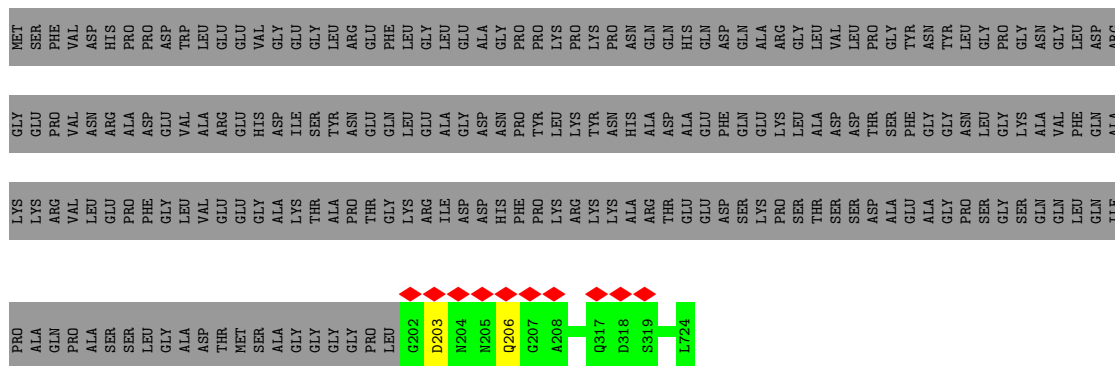 MET SER PHE VAL ASP HIS PRO PRO ASP TRP LEU GLU GLU VAL GLY GLU GLY LEU ARG GLU PHE LEU GLY LEU GLU ALA GLY PRO PRO LYS PRO LYS PRO ASN GLN GLN HIS GLN ASP GLN ALA ARG GLY LEU VAL LEU PRO GLY TYR ASN TYR LEU GLY PRO GLY ASN GLY LEU ASP ARG
GLY GLU PRO VAL ASN ARG ALA ASP GLU VAL ALA ARG GLU HIS ASP ILE SER TYR ASN GLU GLN LEU GLU ALA GLY ASP ASN PRO TYR LEU LYS TYR ASN HIS ALA ASP ALA GLU PHE GLN GLU LYS LEU ALA ASP ASP THR SER PHE GLY GLY ASN LEU GLY LYS ALA VAL PHE GLN ALA
LYS LYS ARG VAL LEU GLU PRO PHE GLY LEU VAL GLU GLU GLY ALA LYS THR ALA PRO THR GLY LYS ARG ILE ASP ASP HIS PHE PRO LYS ARG LYS LYS ALA ARG THR GLU GLU ASP SER LYS PRO SER THR SER SER ASP ALA GLU ALA GLY PRO SER GLY SER GLN GLN LEU GLN ILE
PRO ALA GLN PRO ALA SER SER LEU GLY ALA ASP THR MET SER ALA GLY GLY GLY GLY PRO LEU G202 D203 N204 N205 Q206 G207 A208 Q317 D318 S319 L724